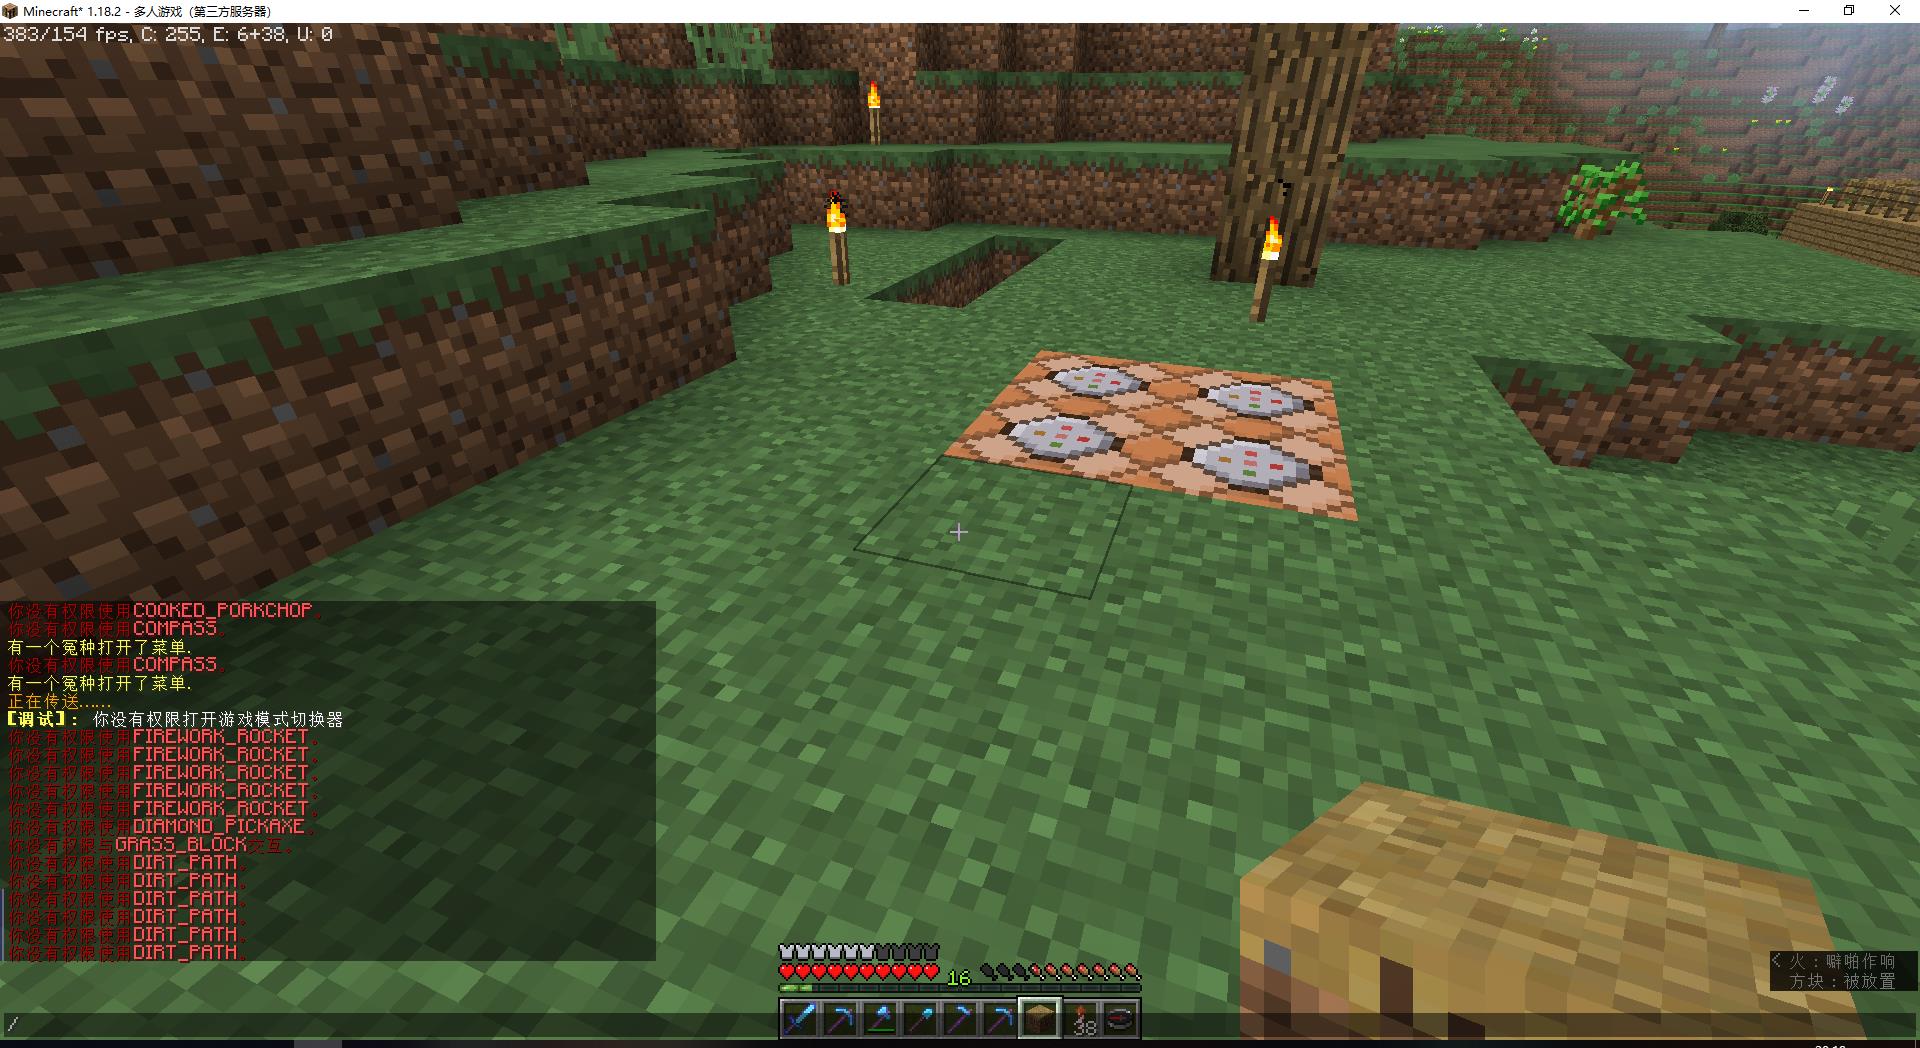 Minecraft* 1.18.2 - 多人游戏（第三方服务器）
383/154 fps, C: 255, E: 6+38, U: 0
你没有权限使用COOKED_PORKCHOP。
你没有权限使用COMPASS。
有一个冤种打开了菜单.
你没有权限使用COMPASS。
有一个冤种打开了菜单.
正在传送……
[调试]： 你没有权限打开游戏模式切换器
你没有权限使用FIREWORK_ROCKET。
你没有权限使用FIREWORK_ROCKET。
你没有权限使用FIREWORK_ROCKET。
你没有权限使用FIREWORK_ROCKET。
你没有权限使用FIREWORK_ROCKET。
你没有权限使用DIAMOND_PICKAXE。
你没有权限与GRASS_BLOCK交互。
你没有权限使用DIRT_PATH。
你没有权限使用DIRT_PATH。
你没有权限使用DIRT_PATH。
你没有权限使用DIRT_PATH。
你没有权限使用DIRT_PATH。
你没有权限使用DIRT_PATH。
< 火：噼啪作响
方块：被放置
16
38
/